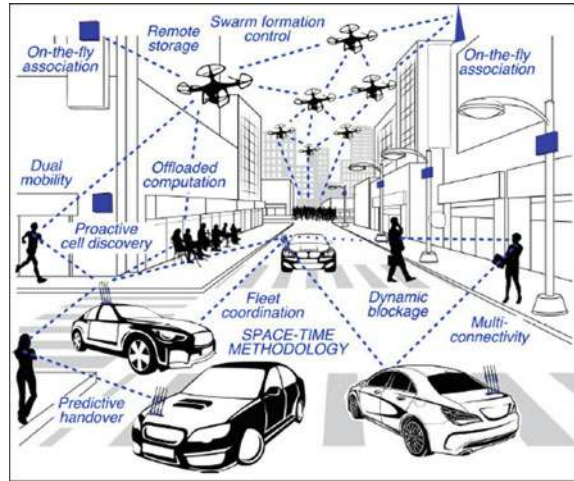 Remote
storage
Swarm formation
control
On-the-fly
association
On-the-fly
association
Dual
mobility
Offloaded
computation
Proactive
cell discovery
Fleet
coordination
Dynamic
blockage
SPACE-TIME
METHODOLOGY
Multi-
connectivity
Predictive
handover